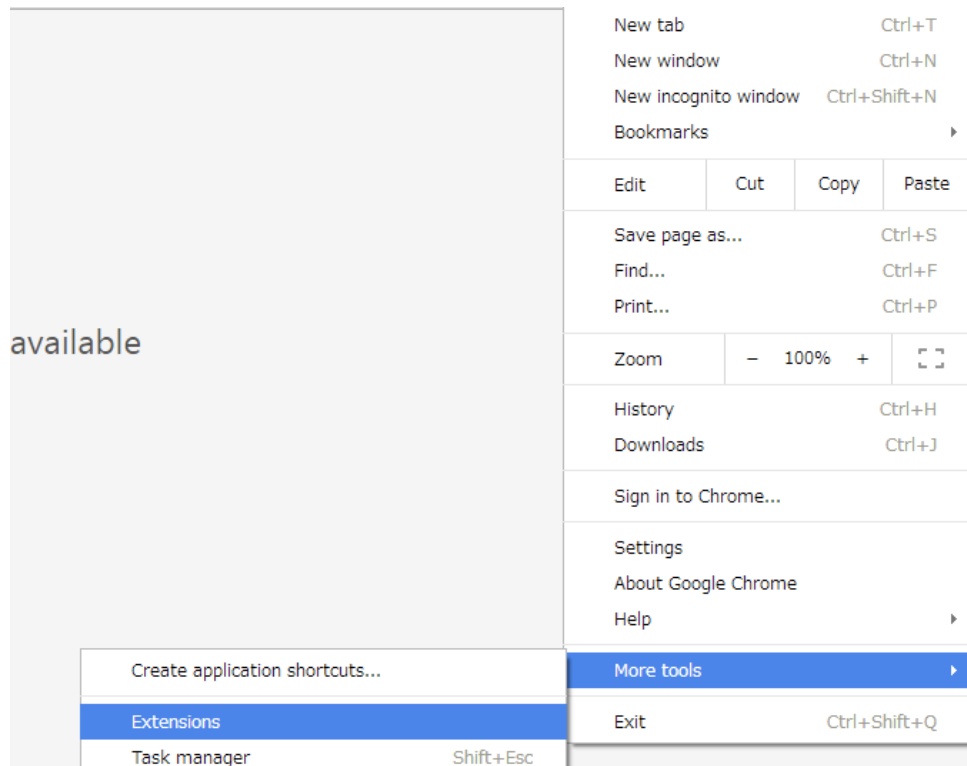 New tab Ctrl+T
New window Ctrl+N
New incognito window Ctrl+Shift+N
Bookmarks
Edit Cut Copy Paste
Save page as... Ctrl+S
Find... Ctrl+F
Print... Ctrl+P
available
Zoom − 100% +
History Ctrl+H
Downloads Ctrl+J
Sign in to Chrome...
Settings
About Google Chrome
Help
More tools
Exit Ctrl+Shift+Q
Create application shortcuts...
Extensions
Task manager Shift+Esc